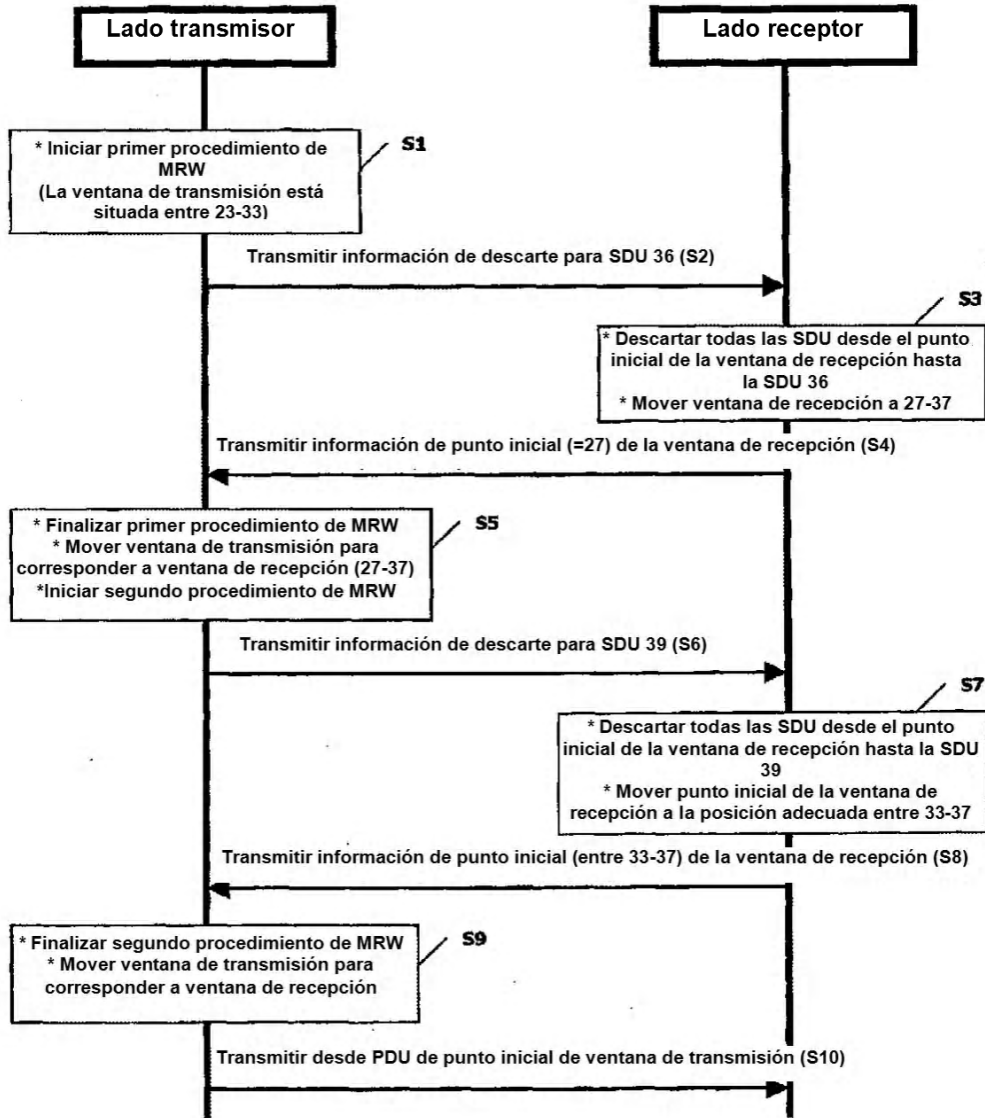 Lado transmisor
Lado receptor
* Iniciar primer procedimiento de
MRW
(La ventana de transmisión está
situada entre 23-33)
S1
Transmitir información de descarte para SDU 36 (S2)
S3
* Descartar todas las SDU desde el punto
inicial de la ventana de recepción hasta
la SDU 36
* Mover ventana de recepción a 27-37
Transmitir información de punto inicial (=27) de la ventana de recepción (S4)
* Finalizar primer procedimiento de MRW
* Mover ventana de transmisión para
corresponder a ventana de recepción (27-37)
*Iniciar segundo procedimiento de MRW
S5
Transmitir información de descarte para SDU 39 (S6)
S7
* Descartar todas las SDU desde el punto
inicial de la ventana de recepción hasta la SDU
39
* Mover punto inicial de la ventana de
recepción a la posición adecuada entre 33-37
Transmitir información de punto inicial (entre 33-37) de la ventana de recepción (S8)
* Finalizar segundo procedimiento de MRW
* Mover ventana de transmisión para
corresponder a ventana de recepción
S9
Transmitir desde PDU de punto inicial de ventana de transmisión (S10)